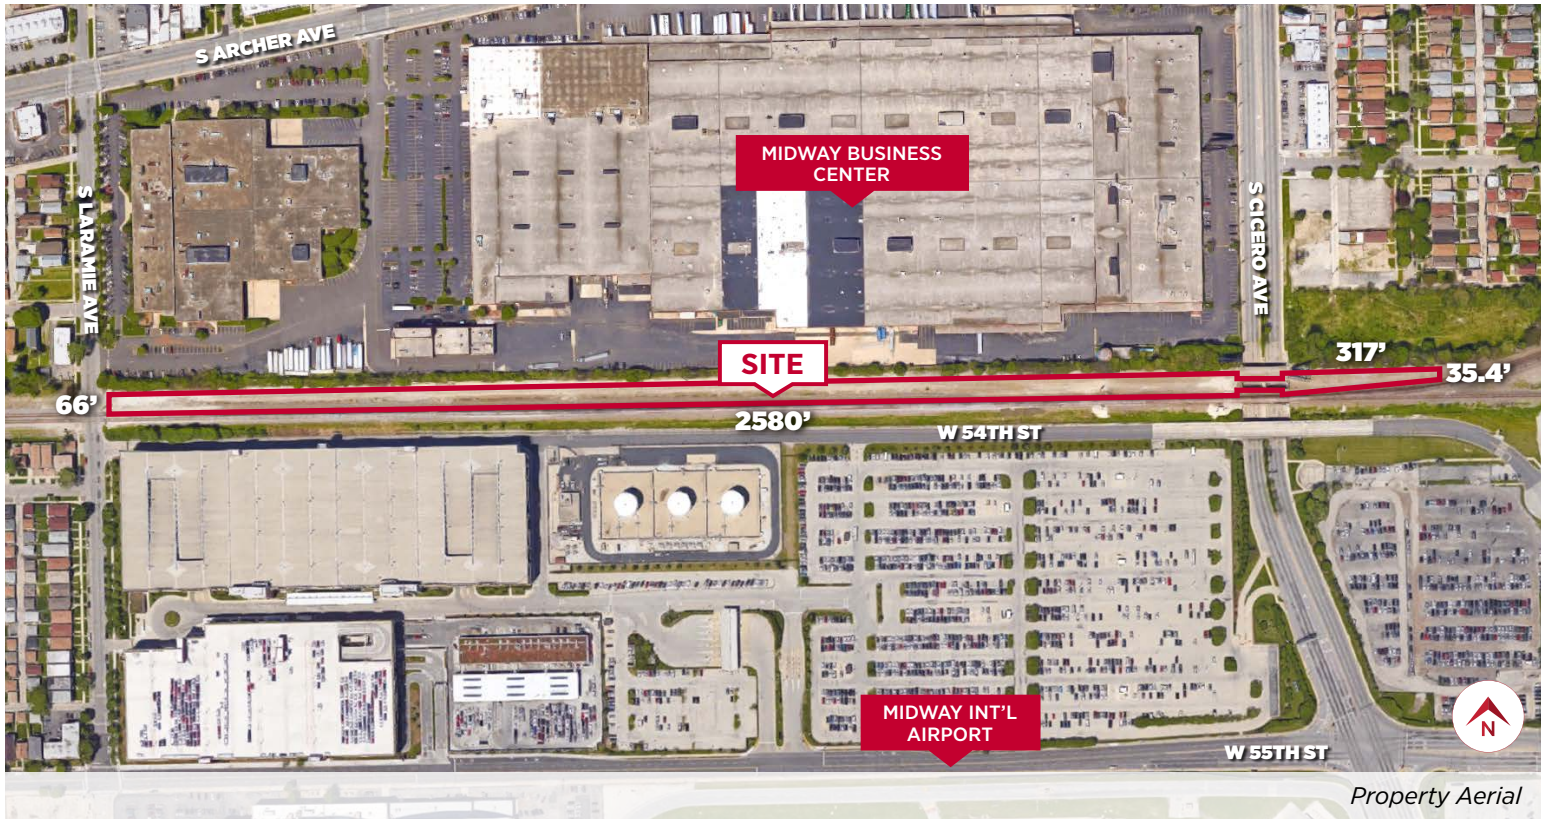 S ARCHER AVE
MIDWAY BUSINESS
CENTER
S LARAMIE AVE
S CICERO AVE
SITE
317'
35.4'
66'
2580'
W 54TH ST
MIDWAY INT'L
AIRPORT
N
W 55TH ST
Property Aerial